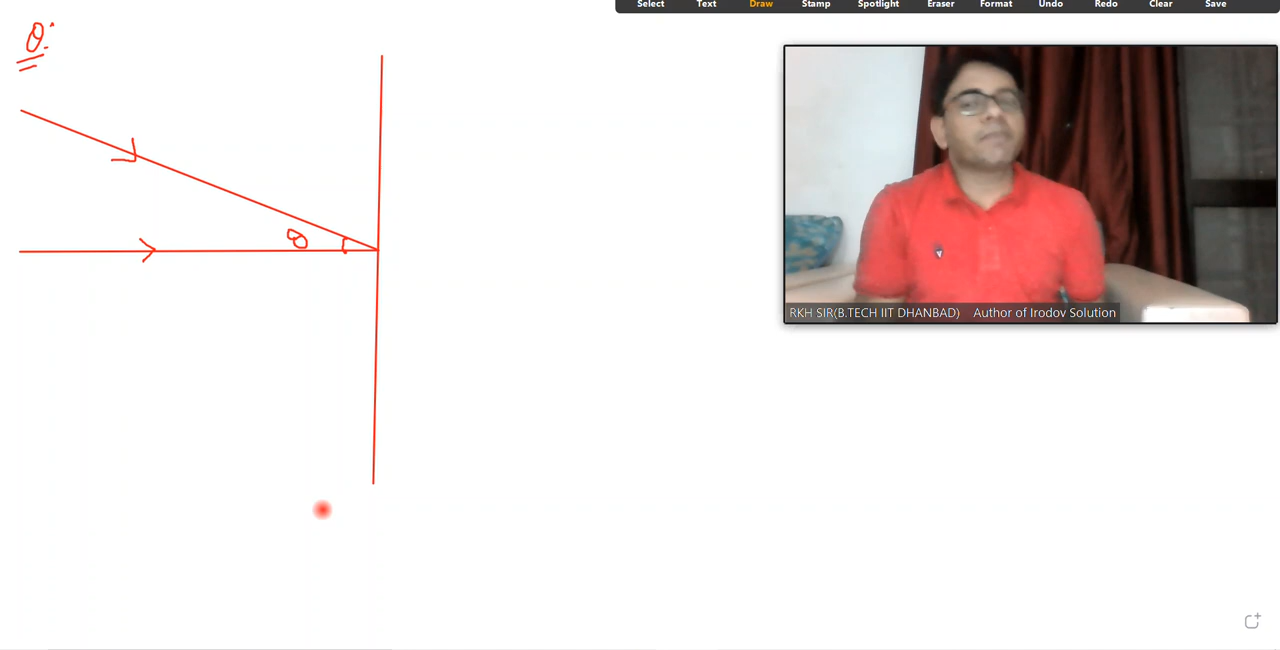 Select Text Draw Stamp Spotlight Eraser Format Undo Redo Clear Save
Q:
θ
RKH SIR(B.TECH IIT DHANBAD) Author of Irodov Solution